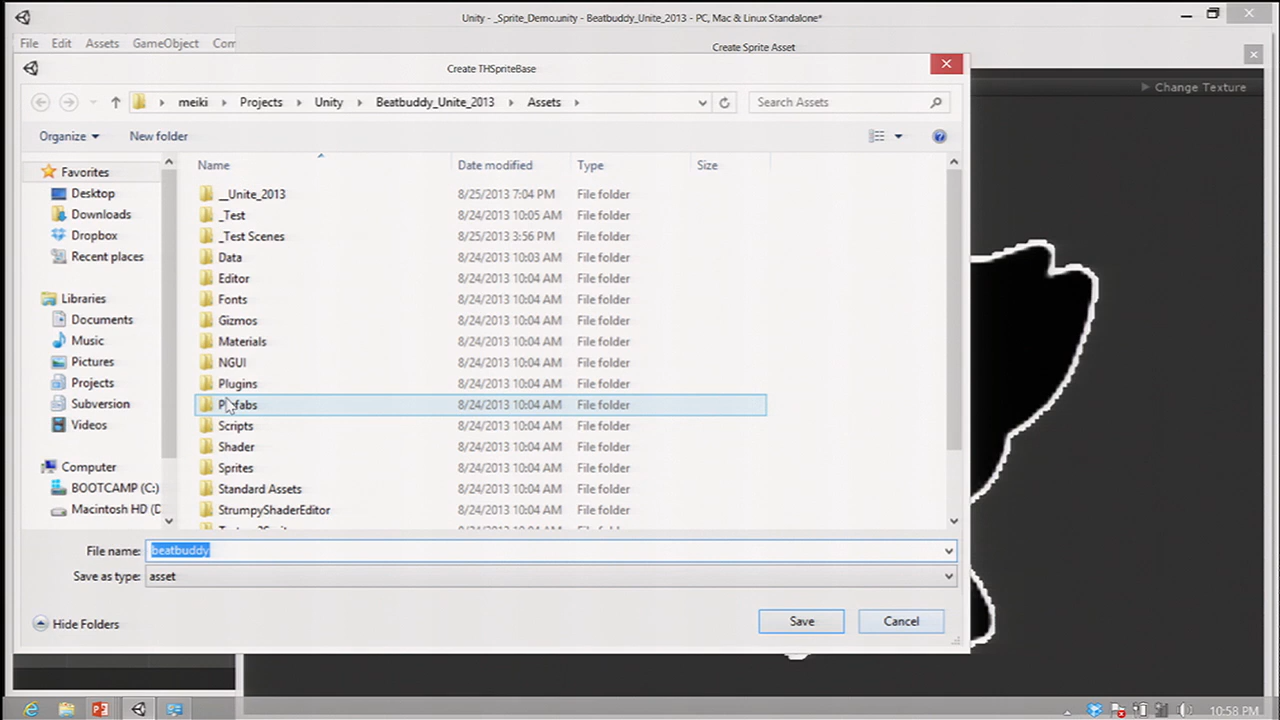 Unity - _Sprite_Demo.unity - Beatbuddy_Unite_2013 - PC, Mac & Linux Standalone*
File Edit Assets GameObject Com
Create Sprite Asset
Create THSpriteBase
Change Texture
meiki Projects Unity Beatbuddy_Unite_2013 Assets
Search Assets
Organize New folder
Name Date modified Type Size
Favorites
Desktop
Downloads
Dropbox
Recent places
Libraries
Documents
Music
Pictures
Projects
Subversion
Videos
Computer
BOOTCAMP (C:)
Macintosh HD (D
__Unite_2013 8/25/2013 7:04 PM File folder
_Test 8/24/2013 10:05 AM File folder
_Test Scenes 8/25/2013 3:56 PM File folder
Data 8/24/2013 10:03 AM File folder
Editor 8/24/2013 10:04 AM File folder
Fonts 8/24/2013 10:04 AM File folder
Gizmos 8/24/2013 10:04 AM File folder
Materials 8/24/2013 10:04 AM File folder
NGUI 8/24/2013 10:04 AM File folder
Plugins 8/24/2013 10:04 AM File folder
Prefabs 8/24/2013 10:04 AM File folder
Scripts 8/24/2013 10:04 AM File folder
Shader 8/24/2013 10:04 AM File folder
Sprites 8/24/2013 10:04 AM File folder
Standard Assets 8/24/2013 10:04 AM File folder
StrumpyShaderEditor 8/24/2013 10:04 AM File folder
File name: beatbuddy
Save as type: asset
Hide Folders
Save Cancel
10:58 PM